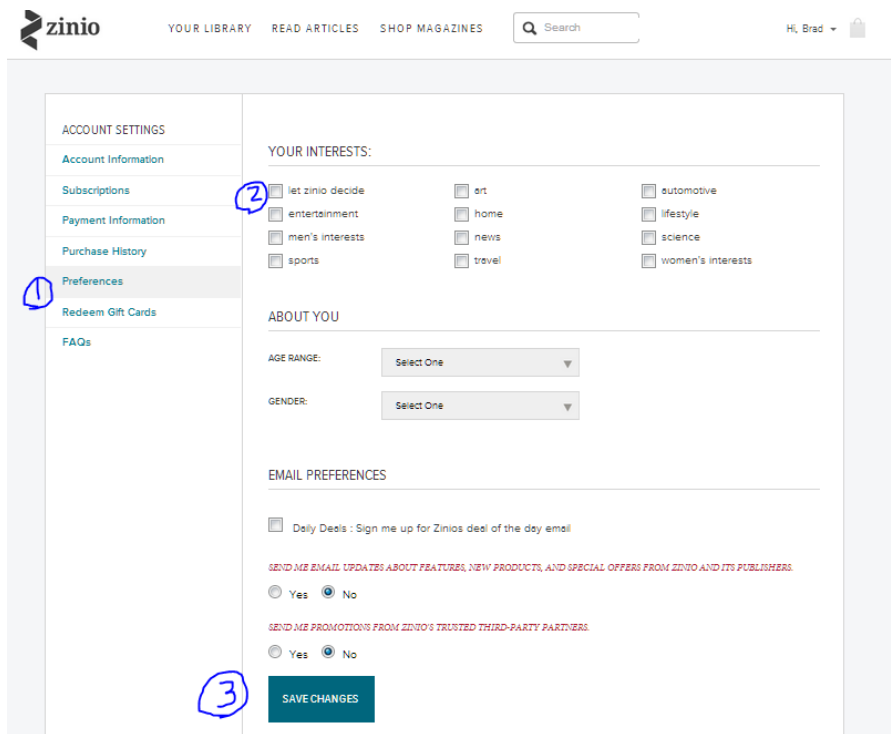 zinio YOUR LIBRARY READ ARTICLES SHOP MAGAZINES Search Hi, Brad
ACCOUNT SETTINGS
Account Information
Subscriptions
Payment Information
Purchase History
1 Preferences
Redeem Gift Cards
FAQs
YOUR INTERESTS:
2 let zinio decide art automotive
entertainment home lifestyle
men's interests news science
sports travel women's interests
ABOUT YOU
AGE RANGE: Select One
GENDER: Select One
EMAIL PREFERENCES
Daily Deals : Sign me up for Zinios deal of the day email
SEND ME EMAIL UPDATES ABOUT FEATURES, NEW PRODUCTS, AND SPECIAL OFFERS FROM ZINIO AND ITS PUBLISHERS.
Yes No
SEND ME PROMOTIONS FROM ZINIO'S TRUSTED THIRD-PARTY PARTNERS.
Yes No
3 SAVE CHANGES